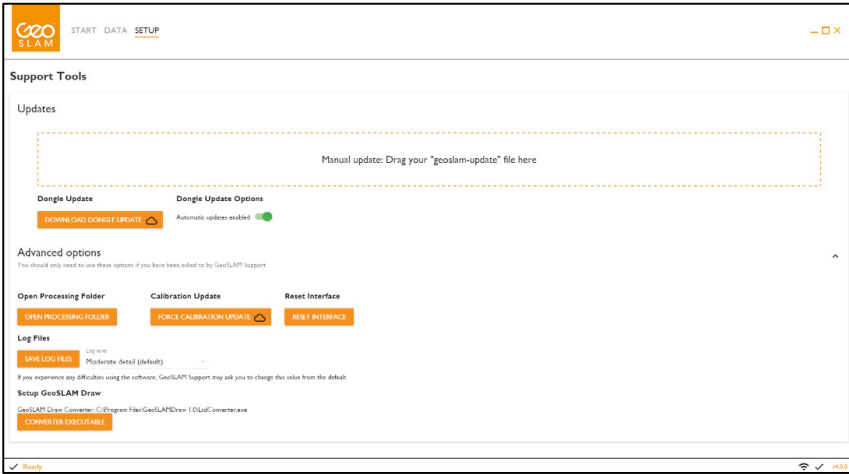 Geo
SLAM
START DATA SETUP
Support Tools
Updates
Manual update: Drag your "geoslam-update" file here
Dongle Update Dongle Update Options
DOWNLOAD DONGLE UPDATE Automatic updates enabled
Advanced options
You should only need to use these options if you have been asked to by GeoSLAM Support
Open Processing Folder Calibration Update Reset Interface
OPEN PROCESSING FOLDER FORCE CALIBRATION UPDATE RESET INTERFACE
Log Files
Log level
SAVE LOG FILES Moderate detail (default)
If you experience any difficulties using the software, GeoSLAM Support may ask you to change this value from the default
Setup GeoSLAM Draw
GeoSLAM Draw Converter: C:\Program Files\GeoSLAMDraw 1.0\LsdConverter.exe
CONVERTER EXECUTABLE
Ready v4.0.0